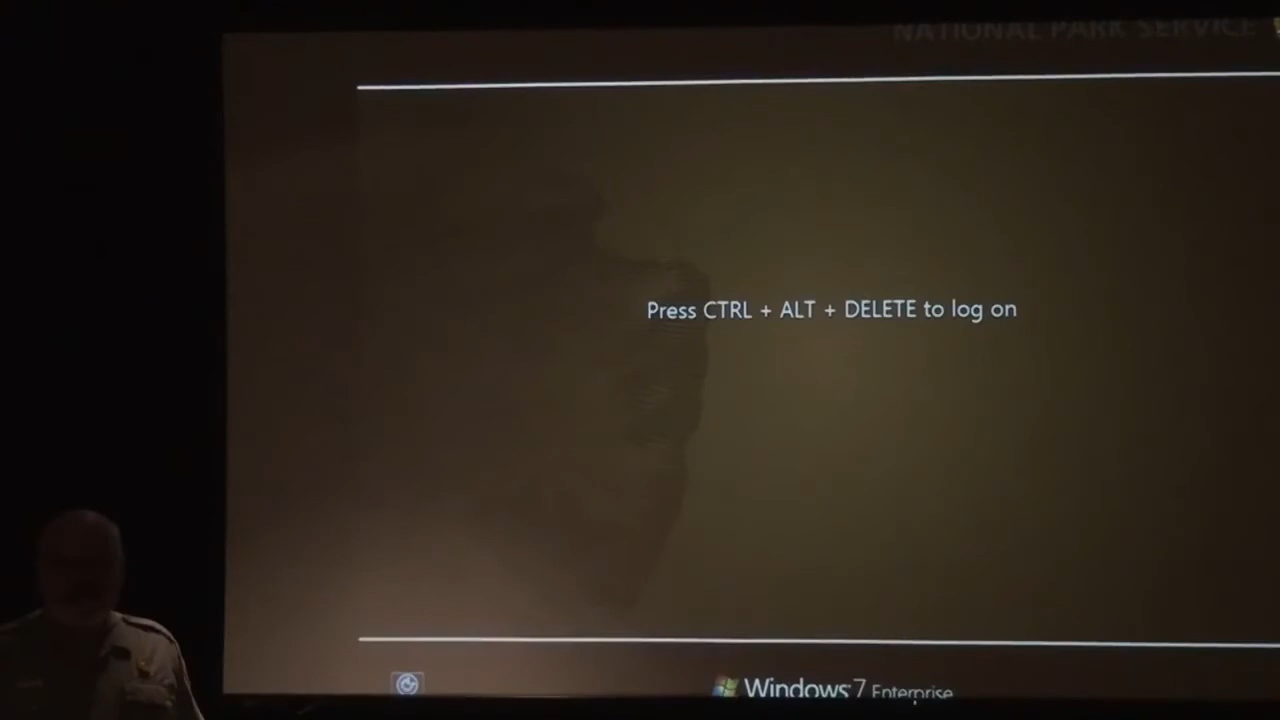 NATIONAL PARK SERVICE
Press CTRL + ALT + DELETE to log on
Windows 7 Enterprise